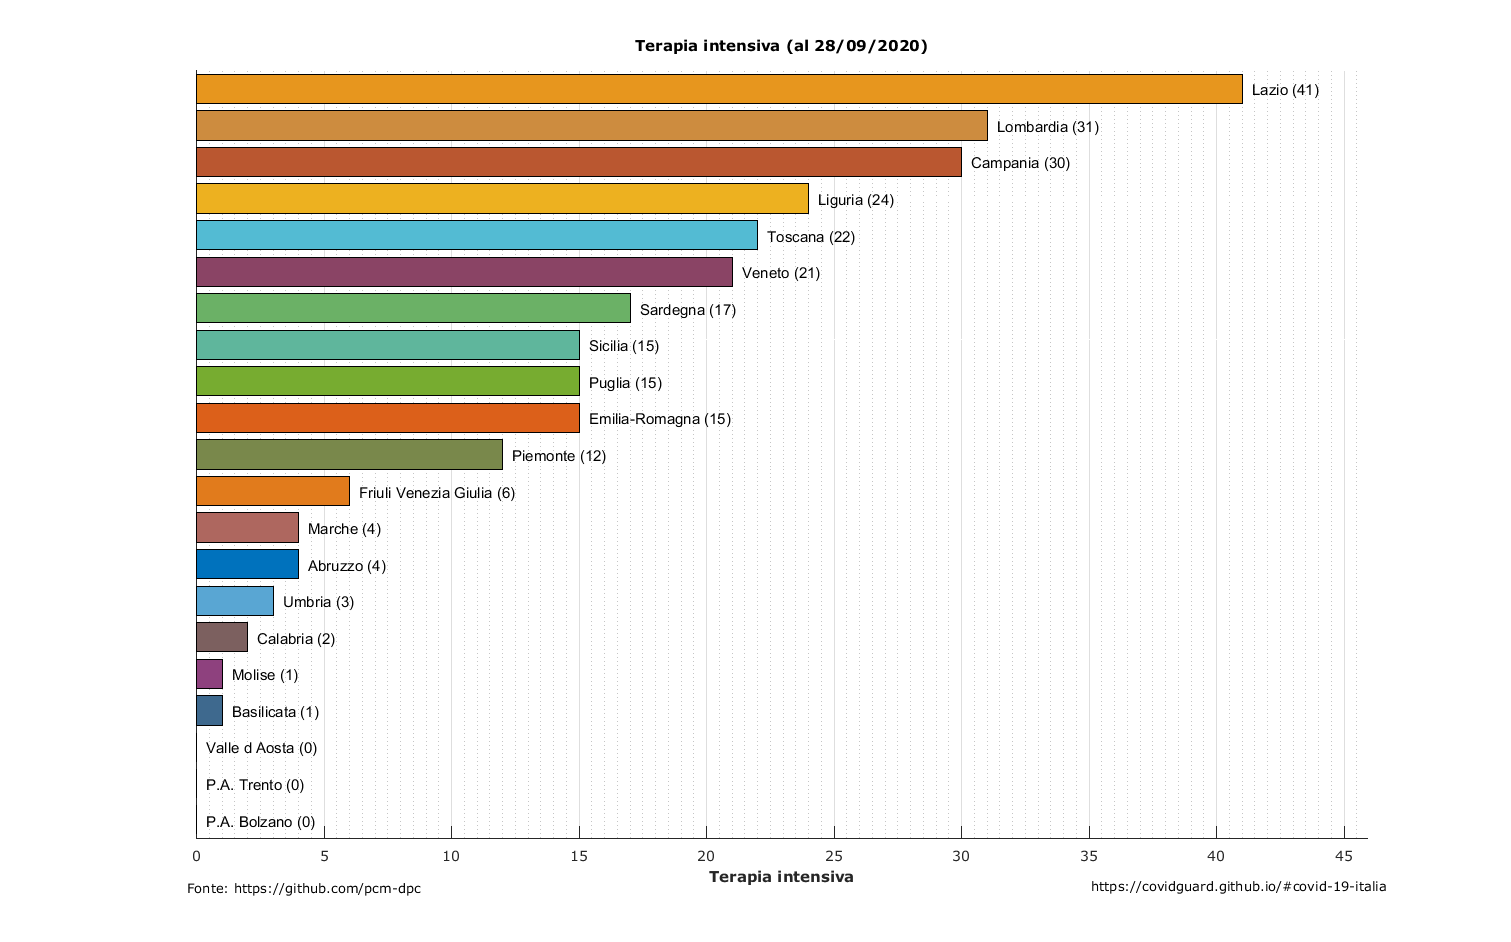 Terapia intensiva (al 28/09/2020)
Lazio (41)
Lombardia (31)
Campania (30)
Liguria (24)
Toscana (22)
Veneto (21)
Sardegna (17)
Sicilia (15)
Puglia (15)
Emilia-Romagna (15)
Piemonte (12)
Friuli Venezia Giulia (6)
Marche (4)
Abruzzo (4)
Umbria (3)
Calabria (2)
Molise (1)
Basilicata (1)
Valle d Aosta (0)
P.A. Trento (0)
P.A. Bolzano (0)
0 5 10 15 20 25 30 35 40 45
Terapia intensiva
Fonte: https://github.com/pcm-dpc
https://covidguard.github.io/#covid-19-italia